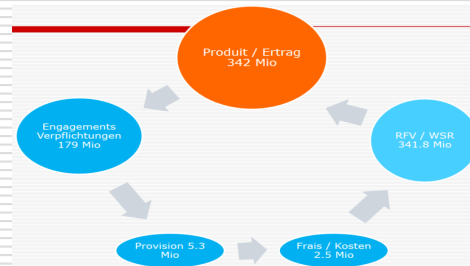 Produit / Ertrag
342 Mio
Engagements
Verpflichtungen
179 Mio
RFV / WSR
341.8 Mio
Provision 5.3
Mio
Frais / Kosten
2.5 Mio